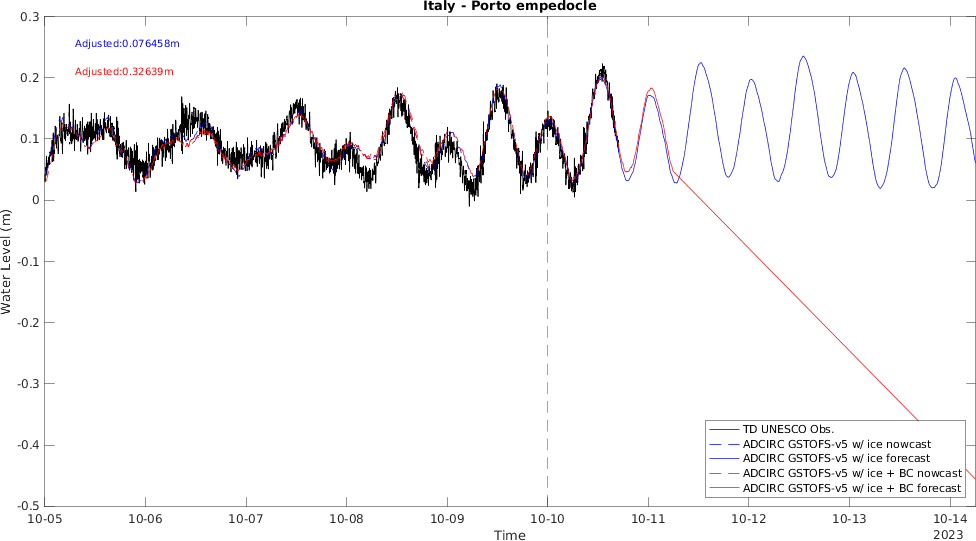 Italy - Porto empedocle
Adjusted:0.076458m
Adjusted:0.32639m
Water Level (m)
0.3
0.2
0.1
0
-0.1
-0.2
-0.3
-0.4
-0.5
TD UNESCO Obs.
ADCIRC GSTOFS-v5 w/ ice nowcast
ADCIRC GSTOFS-v5 w/ ice forecast
ADCIRC GSTOFS-v5 w/ ice + BC nowcast
ADCIRC GSTOFS-v5 w/ ice + BC forecast
10-05 10-06 10-07 10-08 10-09 10-10 10-11 10-12 10-13 10-14
2023
Time